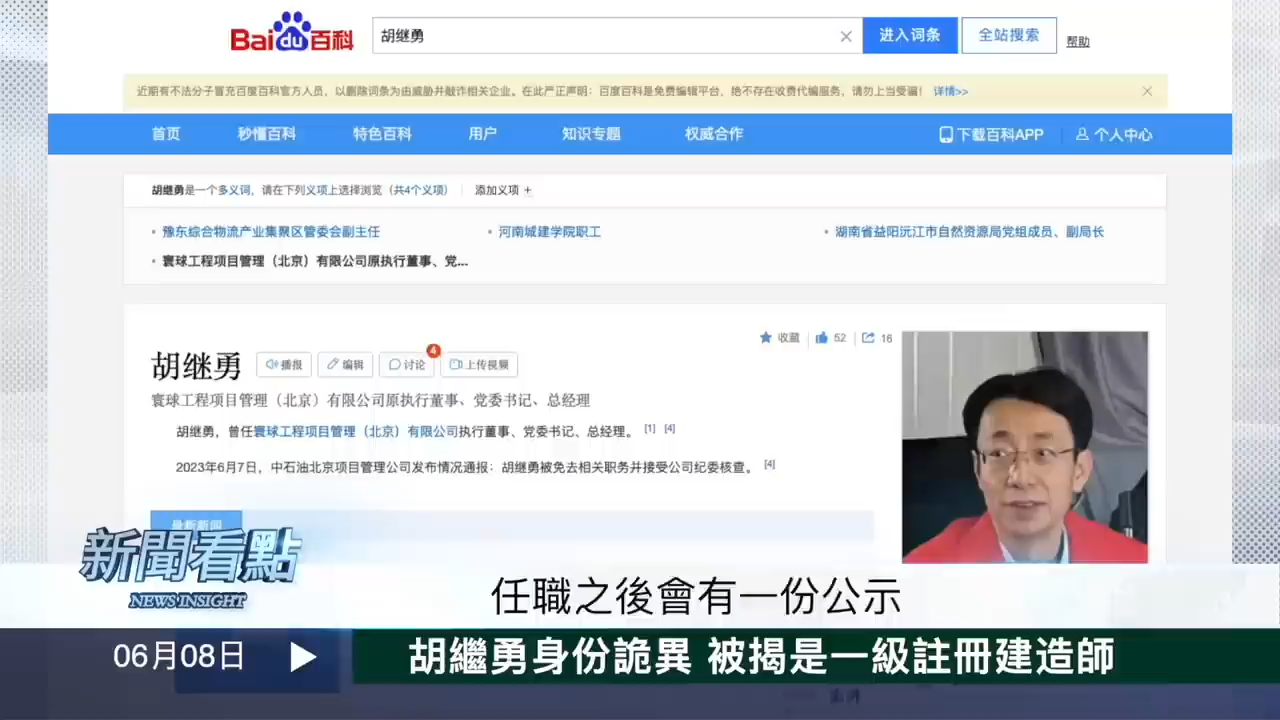 Bai du 百科
胡继勇
进入词条
全站搜索
帮助
近期有不法分子冒充百度百科官方人员,以删除词条为由威胁并敲诈相关企业。在此严正声明:百度百科是免费编辑平台,绝不存在收费代编服务,请勿上当受骗! 详情>>
首页 秒懂百科 特色百科 用户 知识专题 权威合作 下载百科APP 个人中心
胡继勇是一个多义词,请在下列义项上选择浏览(共4个义项) 添加义项 +
▪ 豫东综合物流产业集聚区管委会副主任
▪ 河南城建学院职工
▪ 湖南省益阳沅江市自然资源局党组成员、副局长
▪ 寰球工程项目管理(北京)有限公司原执行董事、党...
收藏 52 16
胡继勇 播报 编辑 讨论 4 上传视频
寰球工程项目管理(北京)有限公司原执行董事、党委书记、总经理
胡继勇,曾任寰球工程项目管理(北京)有限公司执行董事、党委书记、总经理。 [1] [4]
2023年6月7日,中石油北京项目管理公司发布情况通报:胡继勇被免去相关职务并接受公司纪委核查。 [4]
最新新闻
新聞看點
NEWS INSIGHT
任職之後會有一份公示
06月08日
胡繼勇身份詭異 被揭是一級註冊建造師